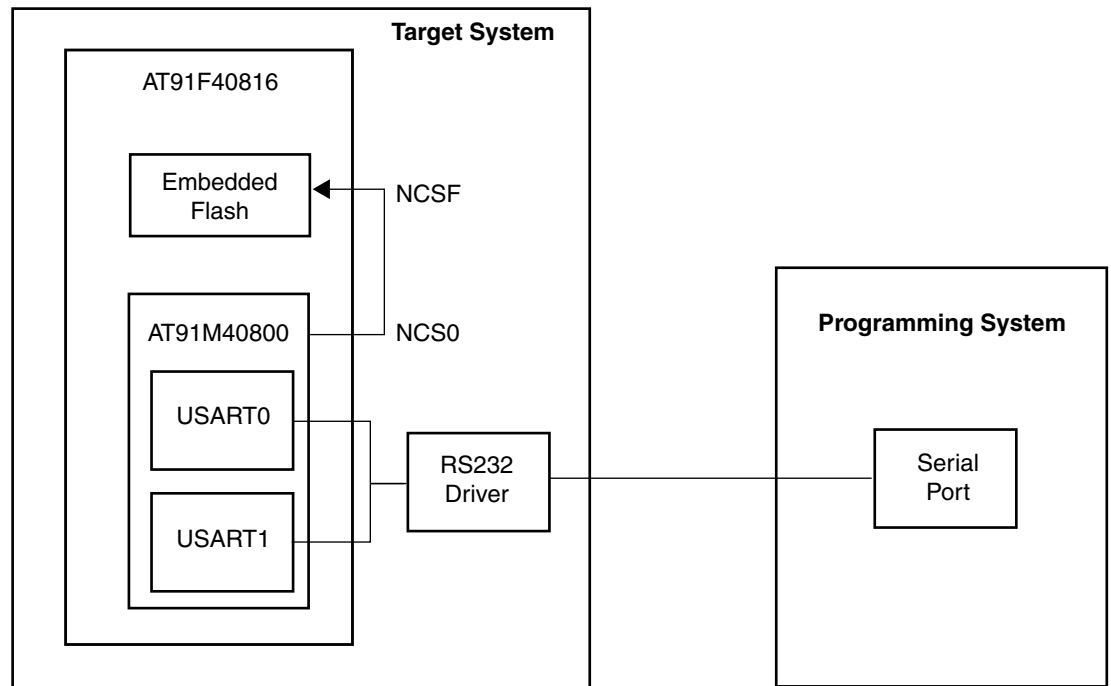 Target System
AT91F40816
Embedded
Flash
NCSF
AT91M40800
NCS0
USART0
USART1
RS232
Driver
Programming System
Serial
Port